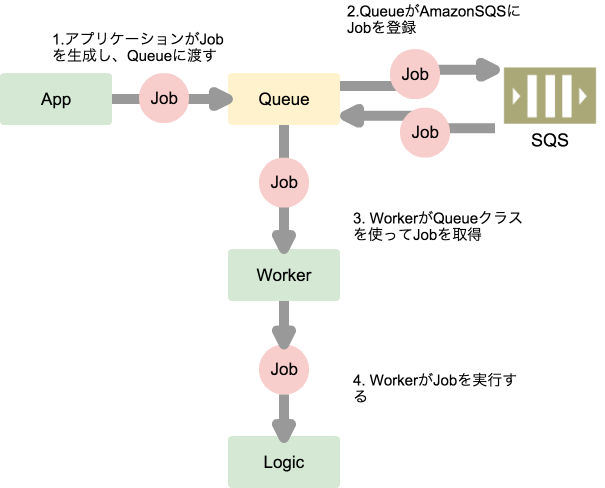 2.QueueがAmazonSQSに
Jobを登録
1.アプリケーションがJob
を生成し、Queueに渡す
App
Job
Queue
Job
Job
SQS
Job
3. WorkerがQueueクラス
を使ってJobを取得
Worker
Job
4. WorkerがJobを実行す
る
Logic